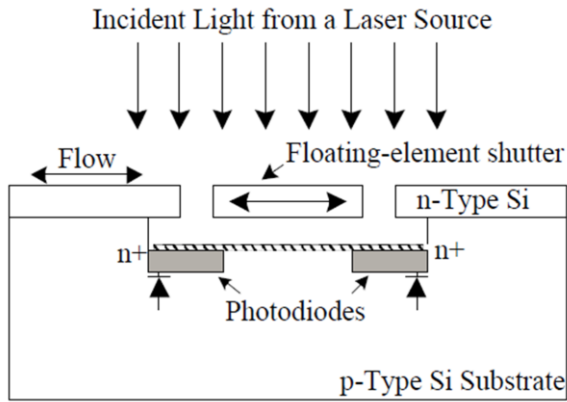 Incident Light from a Laser Source
Flow
Floating-element shutter
n-Type Si
n+
n+
Photodiodes
p-Type Si Substrate